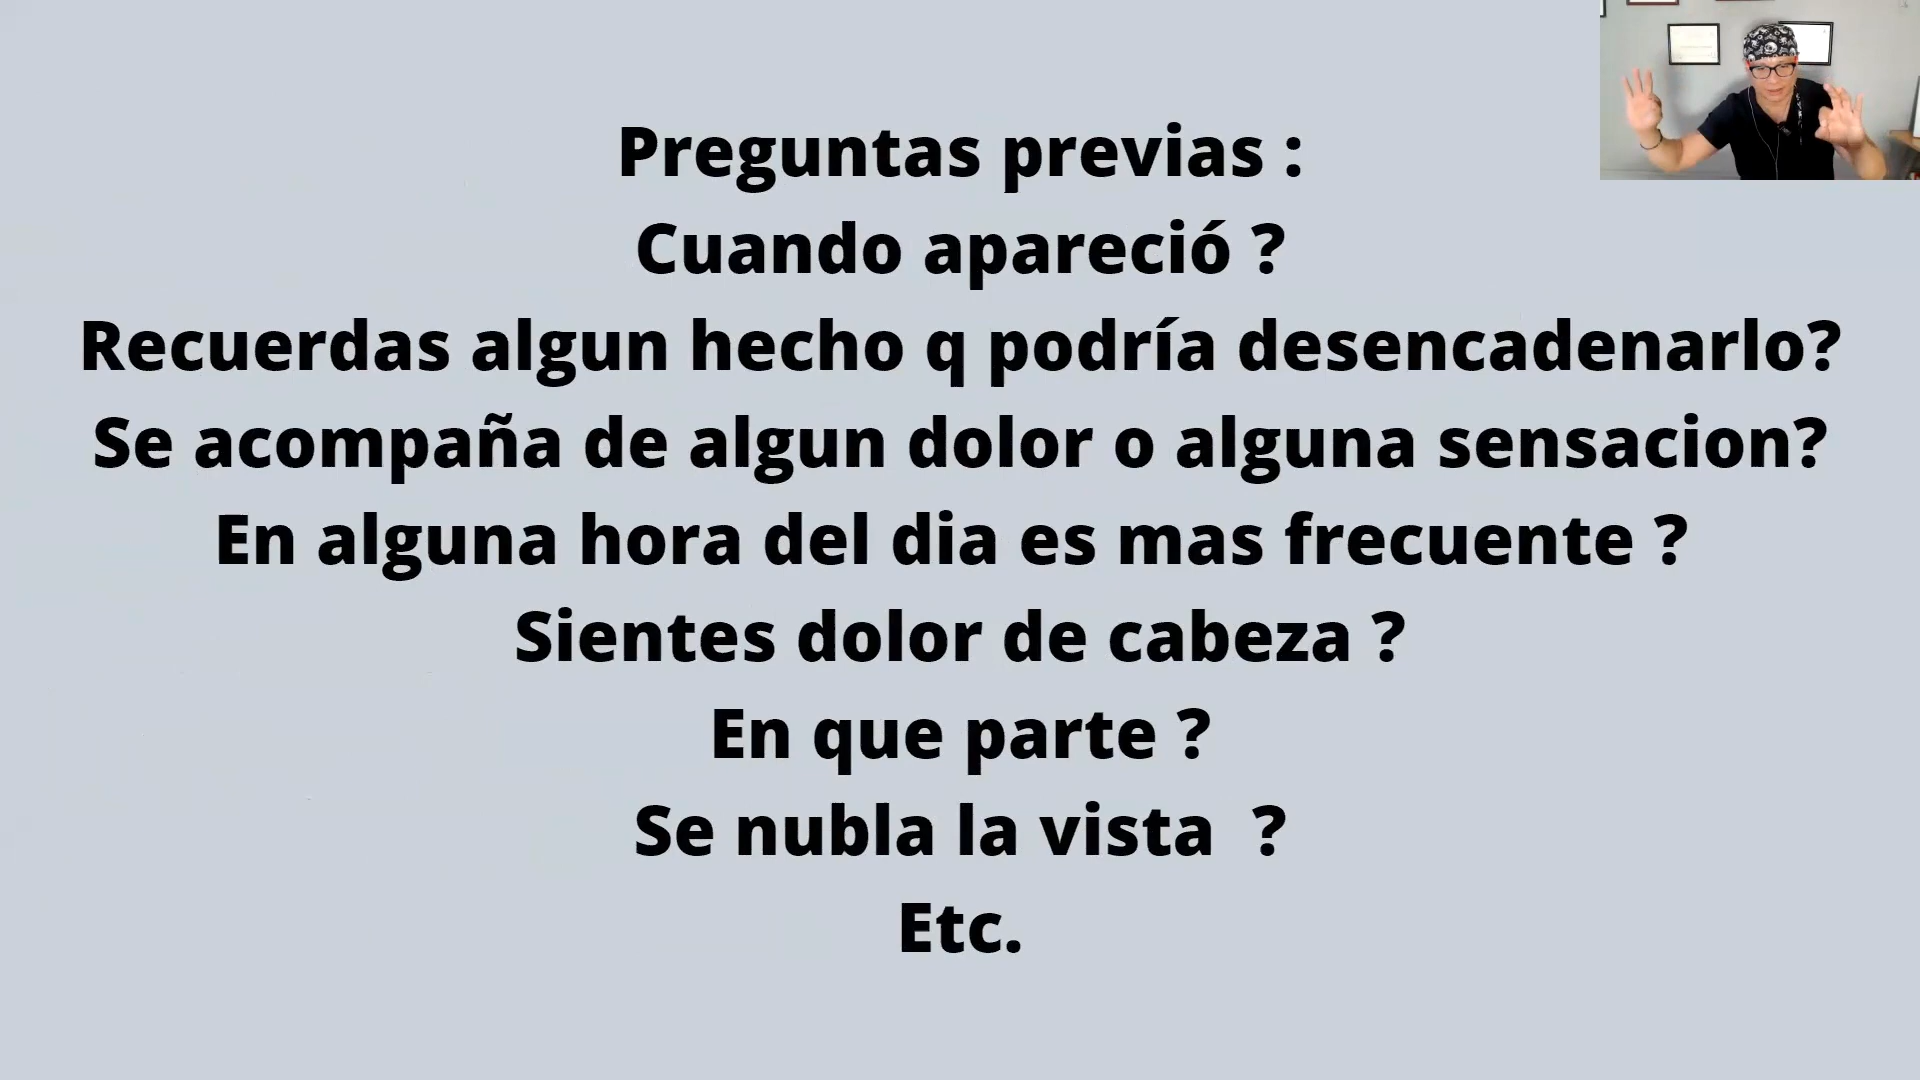 Preguntas previas :
Cuando apareció ?
Recuerdas algun hecho q podría desencadenarlo?
Se acompaña de algun dolor o alguna sensacion?
En alguna hora del dia es mas frecuente ?
Sientes dolor de cabeza ?
En que parte ?
Se nubla la vista  ?
Etc.